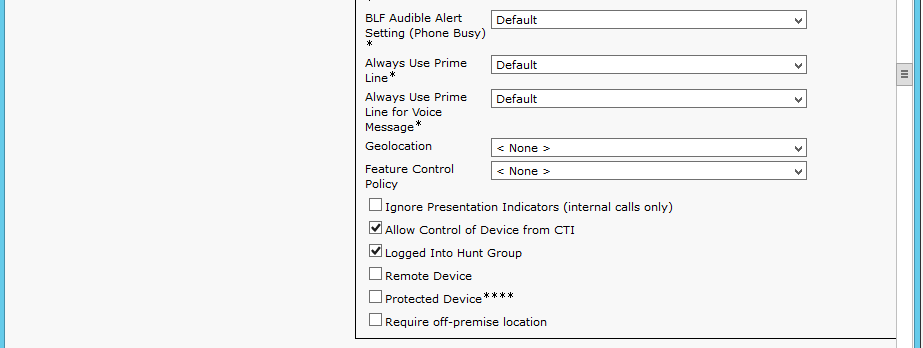 BLF Audible Alert Default
Setting (Phone Busy)
*
Always Use Prime Default
Line*
Always Use Prime Default
Line for Voice
Message*
Geolocation < None >
Feature Control < None >
Policy
Ignore Presentation Indicators (internal calls only)
Allow Control of Device from CTI
Logged Into Hunt Group
Remote Device
Protected Device****
Require off-premise location